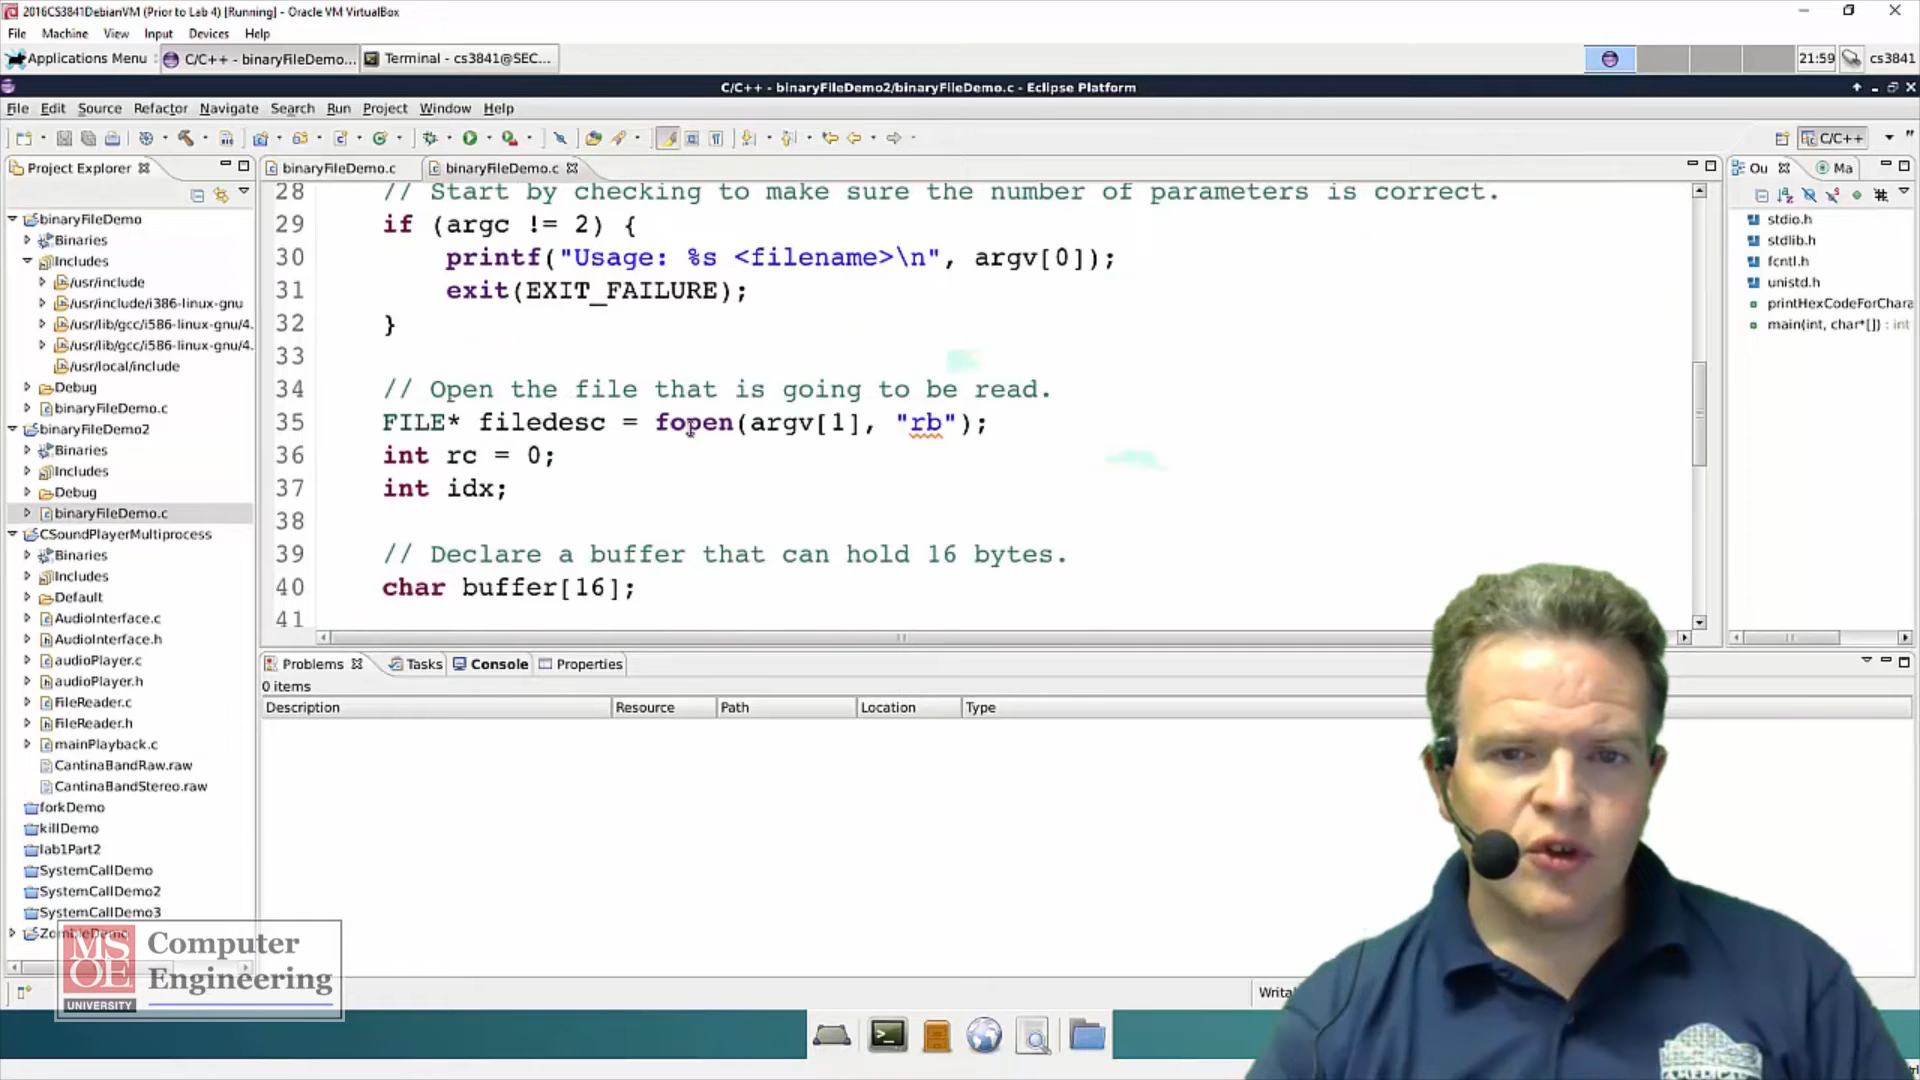 2016CS3841DebianVM (Prior to Lab 4) [Running] - Oracle VM VirtualBox
File Machine View Input Devices Help
Applications Menu C/C++ - binaryFileDemo... Terminal - cs3841@SEC... 21:59 cs3841
C/C++ - binaryFileDemo2/binaryFileDemo.c - Eclipse Platform
File Edit Source Refactor Navigate Search Run Project Window Help
C/C++
Project Explorer
binaryFileDemo.c binaryFileDemo.c
Ou Ma
binaryFileDemo
Binaries
Includes
/usr/include
/usr/include/i386-linux-gnu
/usr/lib/gcc/i586-linux-gnu/4.
/usr/lib/gcc/i586-linux-gnu/4.
/usr/local/include
Debug
binaryFileDemo.c
binaryFileDemo2
Binaries
Includes
Debug
binaryFileDemo.c
CSoundPlayerMultiprocess
Binaries
Includes
Default
AudioInterface.c
AudioInterface.h
audioPlayer.c
audioPlayer.h
FileReader.c
FileReader.h
mainPlayback.c
CantinaBandRaw.raw
CantinaBandStereo.raw
forkDemo
killDemo
lab1Part2
SystemCallDemo
SystemCallDemo2
SystemCallDemo3
ZombieDemo
28 // Start by checking to make sure the number of parameters is correct.
29 if (argc != 2) {
30 printf("Usage: %s <filename>\n", argv[0]);
31 exit(EXIT_FAILURE);
32 }
33
34 // Open the file that is going to be read.
35 FILE* filedesc = fopen(argv[1], "rb");
36 int rc = 0;
37 int idx;
38
39 // Declare a buffer that can hold 16 bytes.
40 char buffer[16];
41
stdio.h
stdlib.h
fcntl.h
unistd.h
printHexCodeForChara
main(int, char*[]) : int
Problems Tasks Console Properties
0 items
Description Resource Path Location Type
Writa
MS
OE
UNIVERSITY
Computer
Engineering